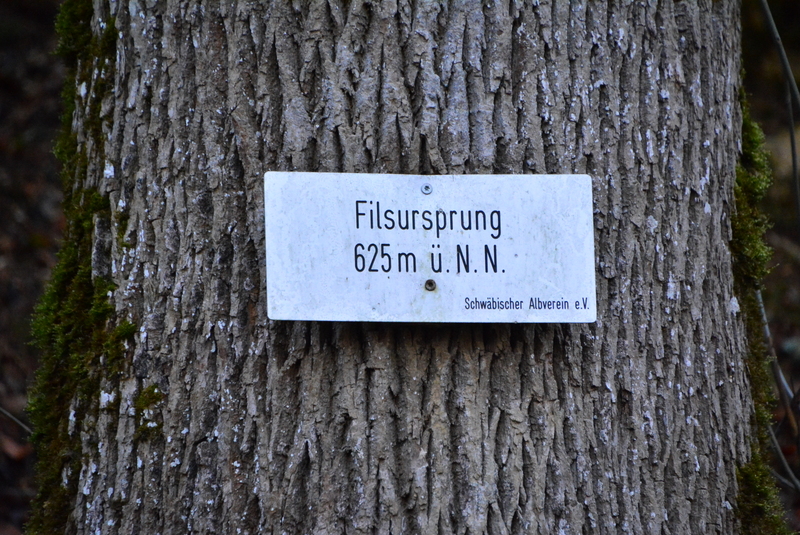 Filsursprung
625m ü.N.N.
Schwäbischer Albverein e.V.